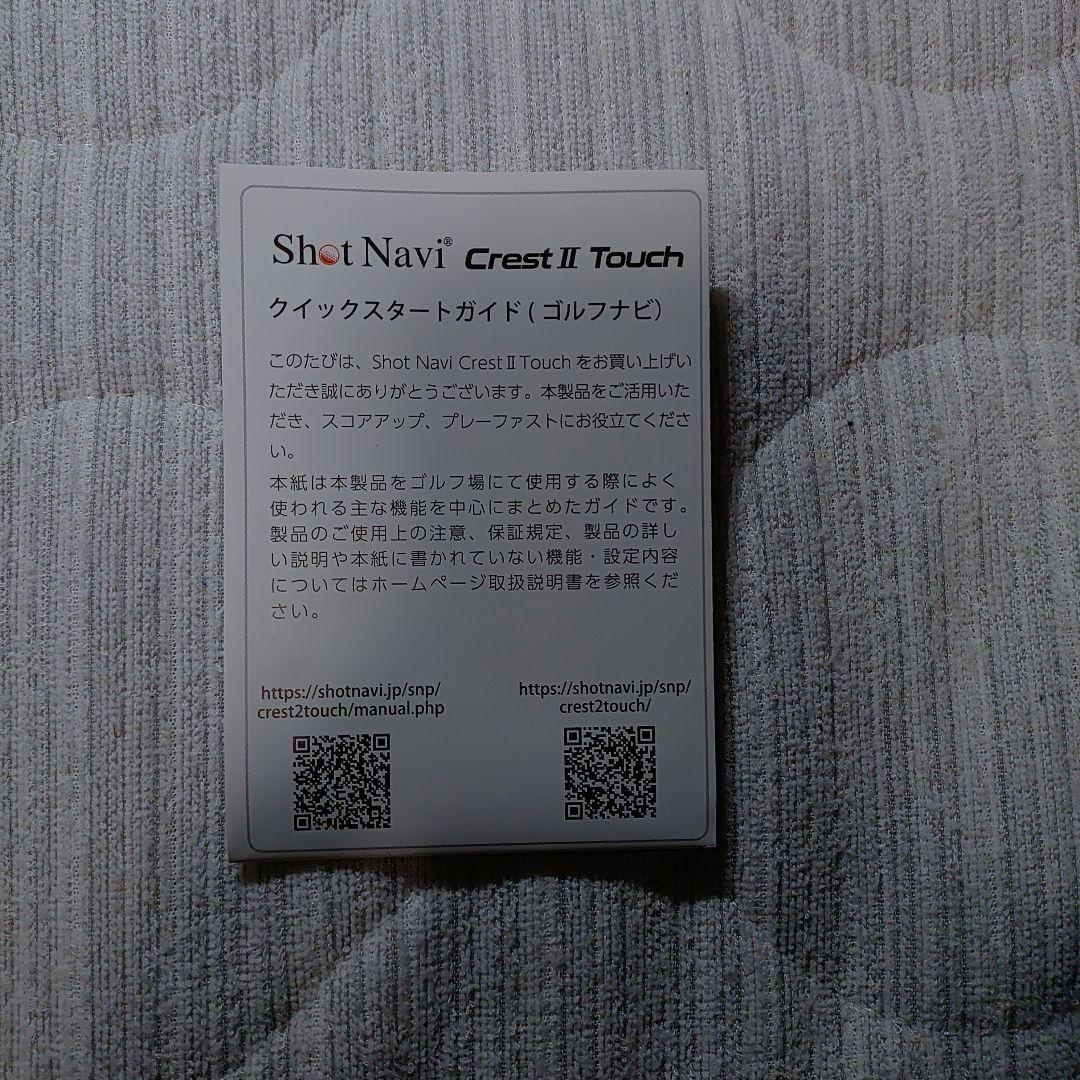 Shot Navi® Crest II Touch
クイックスタートガイド ( ゴルフナビ）
このたびは、Shot Navi Crest II Touch をお買い上げい
ただき誠にありがとうございます。本製品をご活用いた
だき、スコアアップ、プレーファストにお役立てくださ
い。
本紙は本製品をゴルフ場にて使用する際によく
使われる主な機能を中心にまとめたガイドです。
製品のご使用上の注意、保証規定、製品の詳し
い説明や本紙に書かれていない機能・設定内容
についてはホームページ取扱説明書を参照くだ
さい。
https://shotnavi.jp/snp/
crest2touch/manual.php
https://shotnavi.jp/snp/
crest2touch/